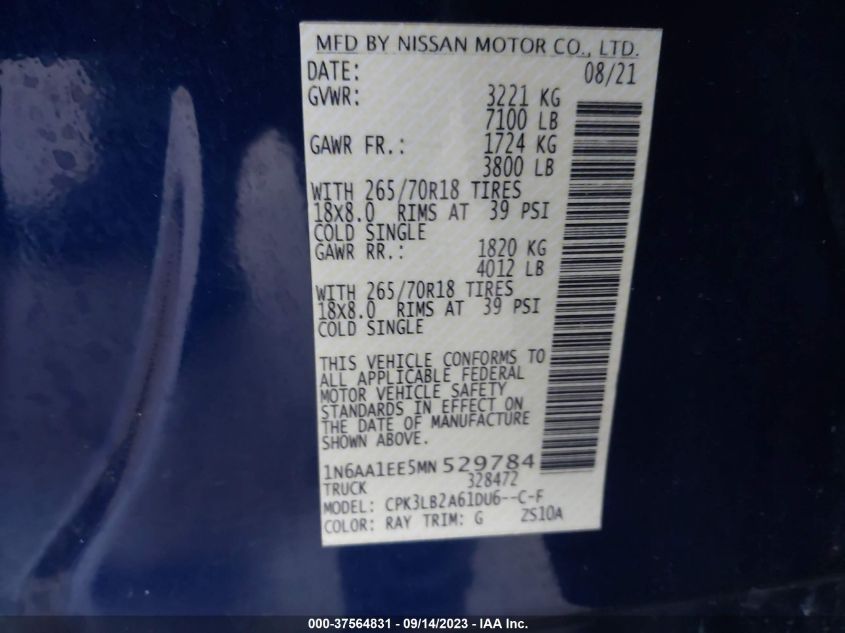 MFD BY NISSAN MOTOR CO., LTD.
DATE: 08/21
GVWR: 3221 KG
7100 LB
GAWR FR.: 1724 KG
3800 LB
WITH 265/70R18 TIRES
18X8.0 RIMS AT 39 PSI
COLD SINGLE
GAWR RR.: 1820 KG
4012 LB
WITH 265/70R18 TIRES
18X8.0 RIMS AT 39 PSI
COLD SINGLE
THIS VEHICLE CONFORMS TO
ALL APPLICABLE FEDERAL
MOTOR VEHICLE SAFETY
STANDARDS IN EFFECT ON
THE DATE OF MANUFACTURE
SHOWN ABOVE.
1N6AA1EE5MN529784
TRUCK 328472
MODEL: CPK3LB2A61DU6--C-F
COLOR: RAY TRIM: G ZS10A
000-37564831 - 09/14/2023 - IAA Inc.